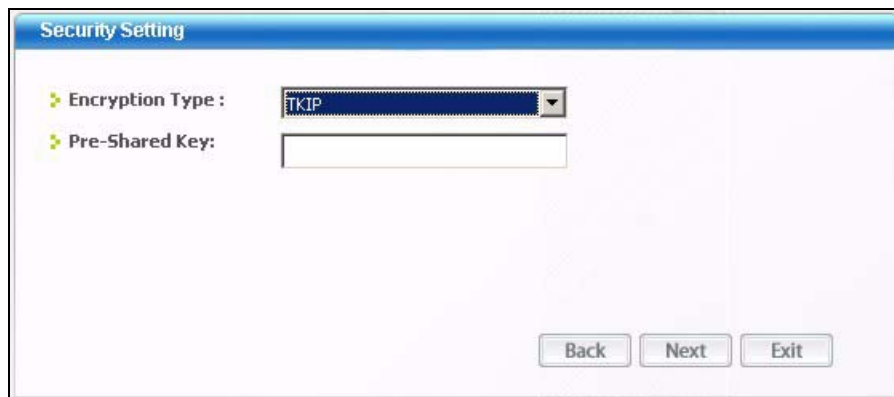 Security Setting
Encryption Type :
TKIP
Pre-Shared Key:
Back
Next
Exit